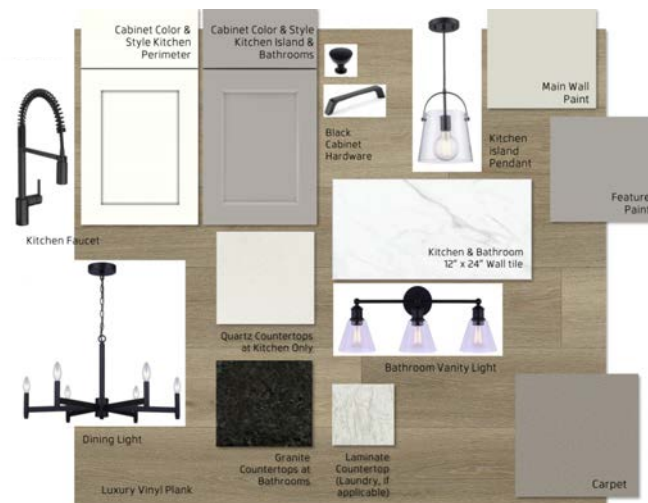 Cabinet Color &
Style Kitchen
Perimeter
Cabinet Color & Style
Kitchen Island &
Bathrooms
Main Wall
Paint
Black
Cabinet
Hardware
Kitchen
Island
Pendant
Feature
Paint
Kitchen Faucet
Kitchen & Bathroom
12" x 24" Wall tile
Quartz Countertops
at Kitchen Only
Bathroom Vanity Light
Dining Light
Granite
Countertops at
Bathrooms
Laminate
Countertop
(Laundry, if
applicable)
Carpet
Luxury Vinyl Plank